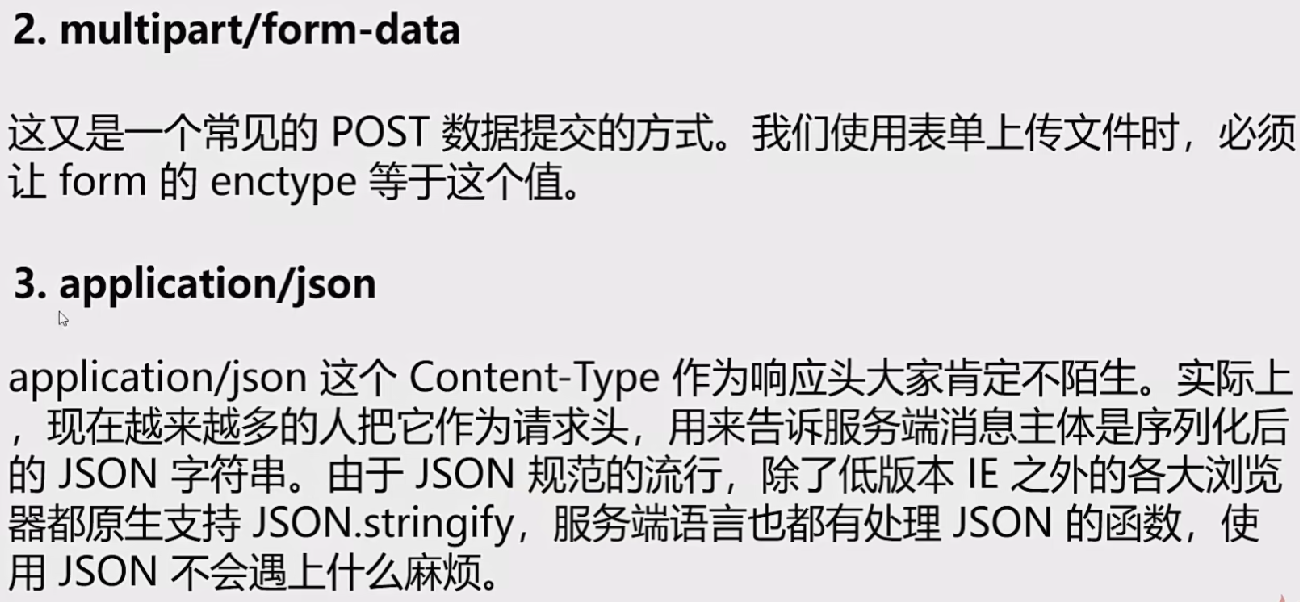 2. multipart/form-data
这又是一个常见的 POST 数据提交的方式。我们使用表单上传文件时，必须
让 form 的 enctype 等于这个值。
3. application/json
application/json 这个 Content-Type 作为响应头大家肯定不陌生。实际上
，现在越来越多的人把它作为请求头，用来告诉服务端消息主体是序列化后
的 JSON 字符串。由于 JSON 规范的流行，除了低版本 IE 之外的各大浏览
器都原生支持 JSON.stringify，服务端语言也都有处理 JSON 的函数，使
用 JSON 不会遇上什么麻烦。